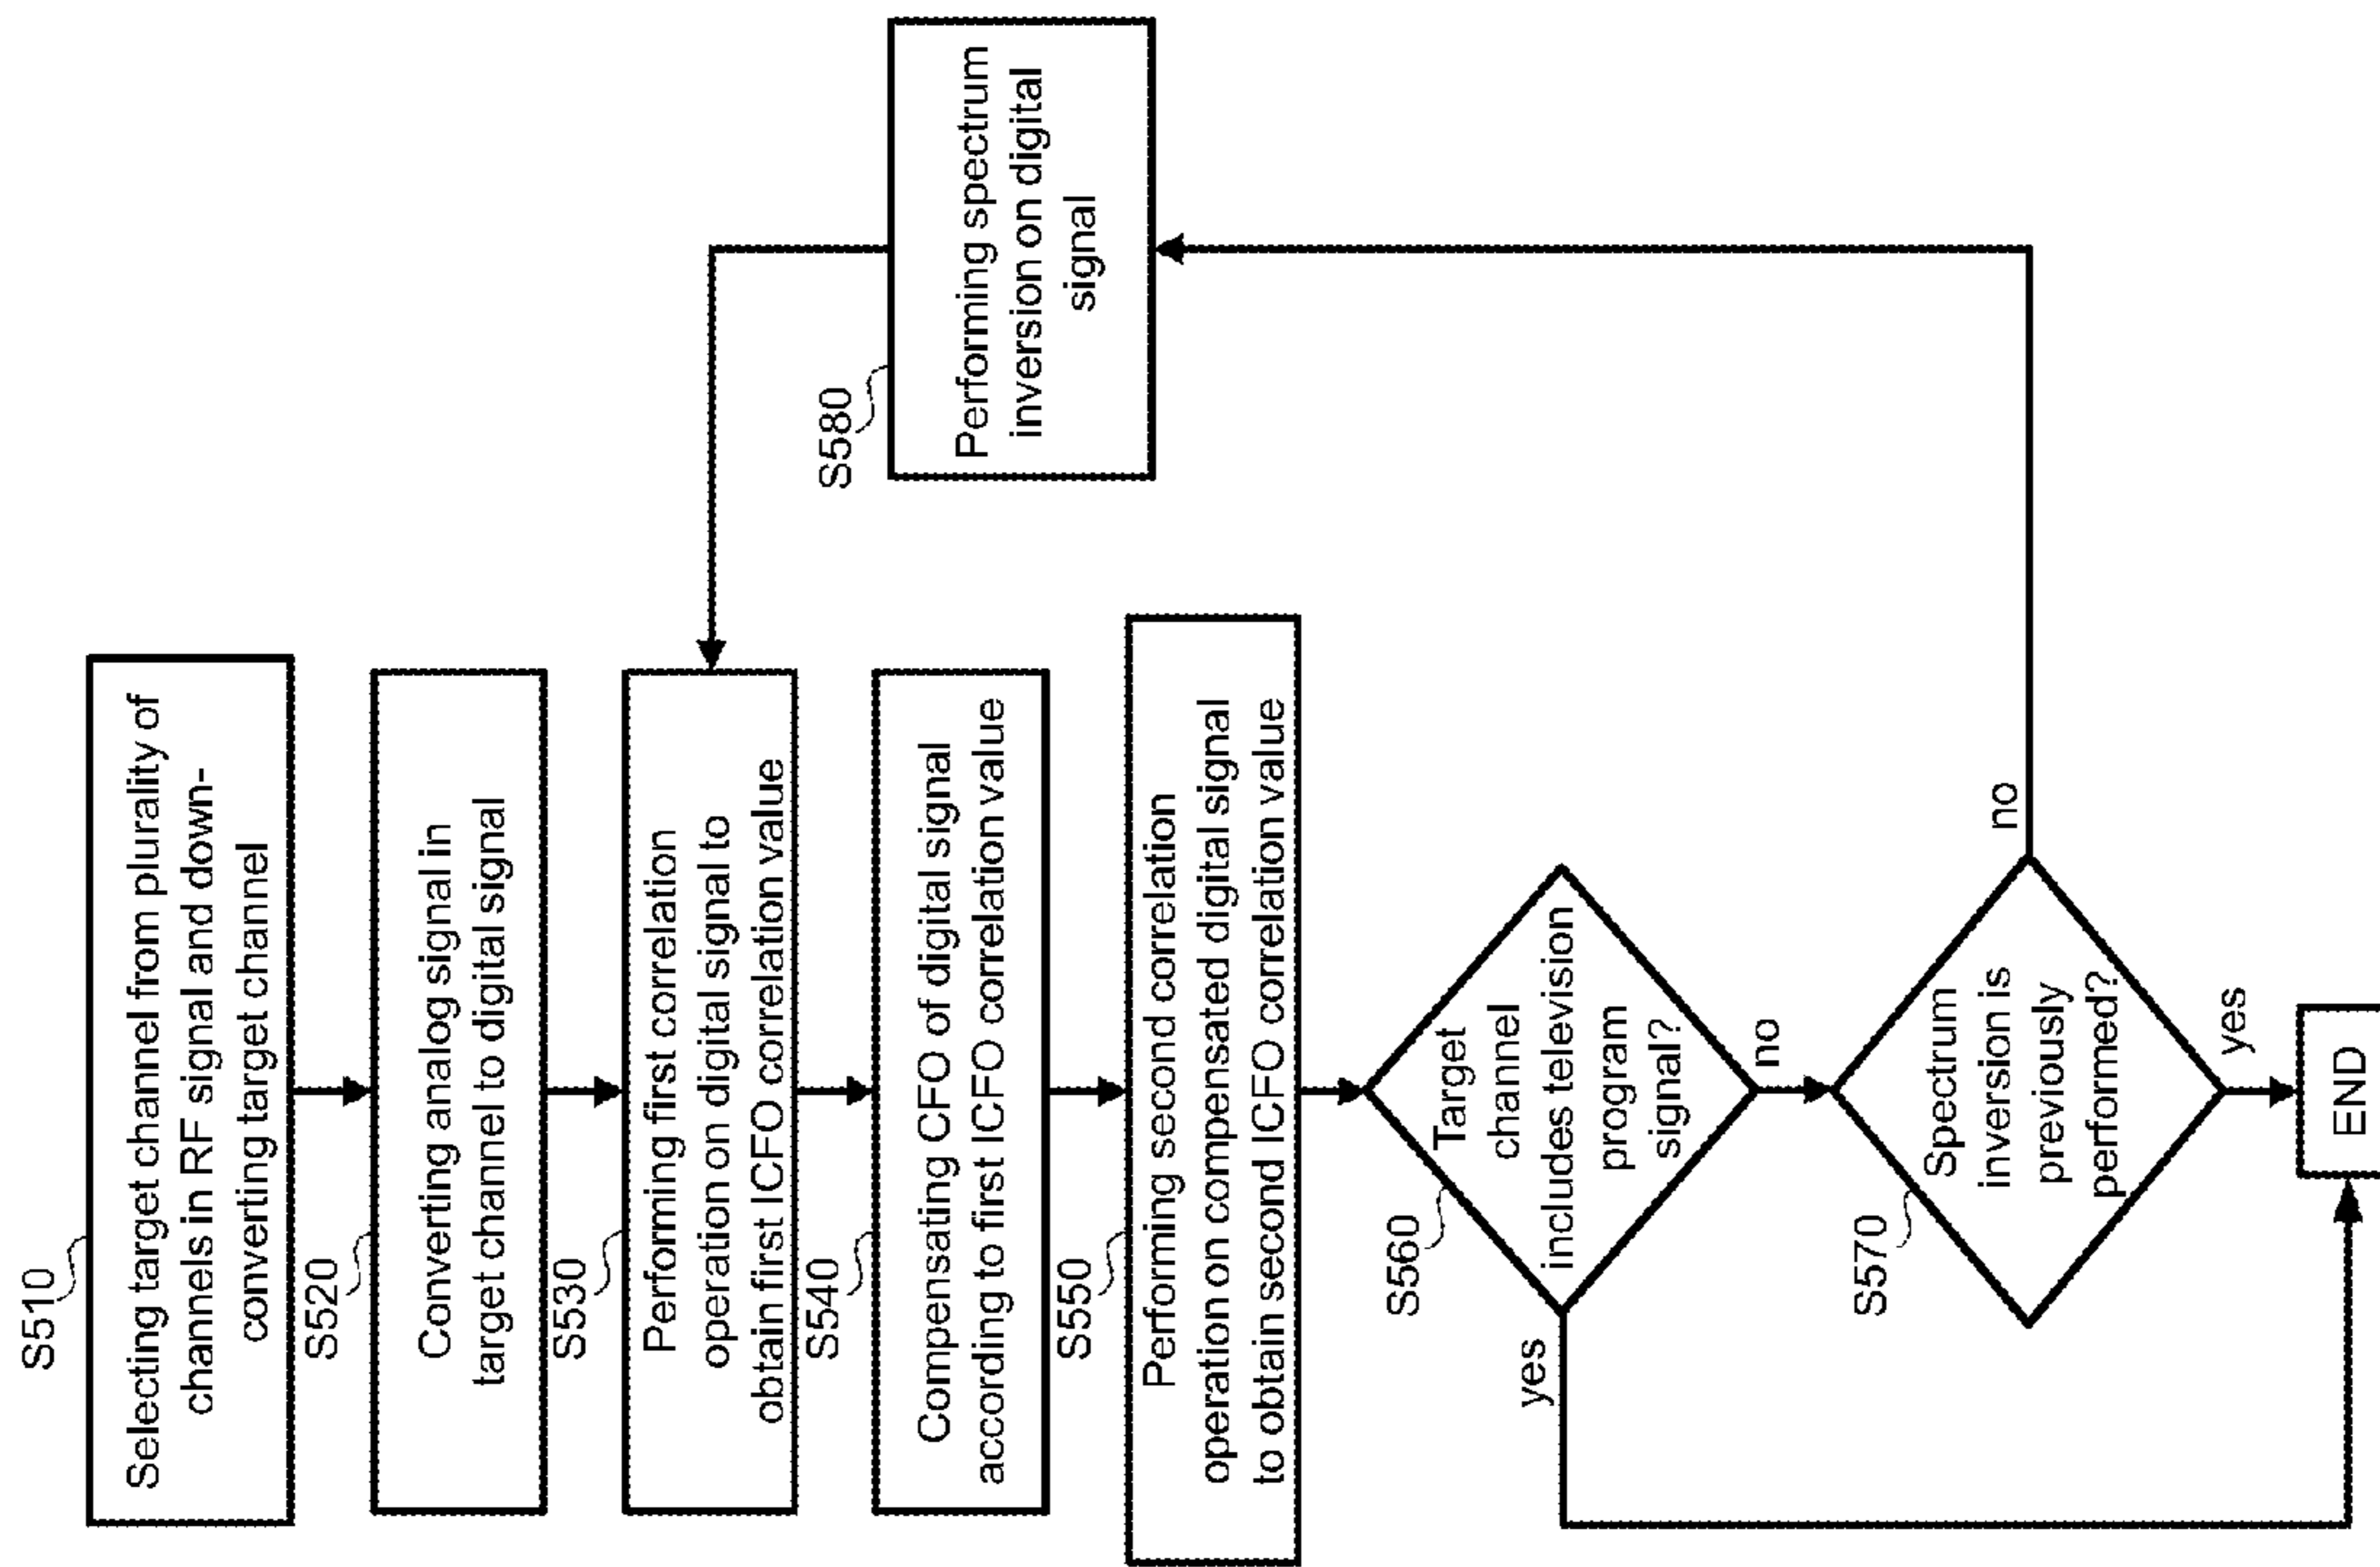 S510
Selecting target channel from plurality of
channels in RF signal and down-
converting target channel
S520
Converting analog signal in
target channel to digital signal
S530
Performing first correlation
operation on digital signal to
obtain first ICFO correlation value
S540
Compensating CFO of digital signal
according to first ICFO correlation value
S550
Performing second correlation
operation on compensated digital signal
to obtain second ICFO correlation value
S560
Target
channel
includes television
program
signal?
yes
no
S570
Spectrum
inversion is
previously
performed?
no
yes
S580
Performing spectrum
inversion on digital
signal
END